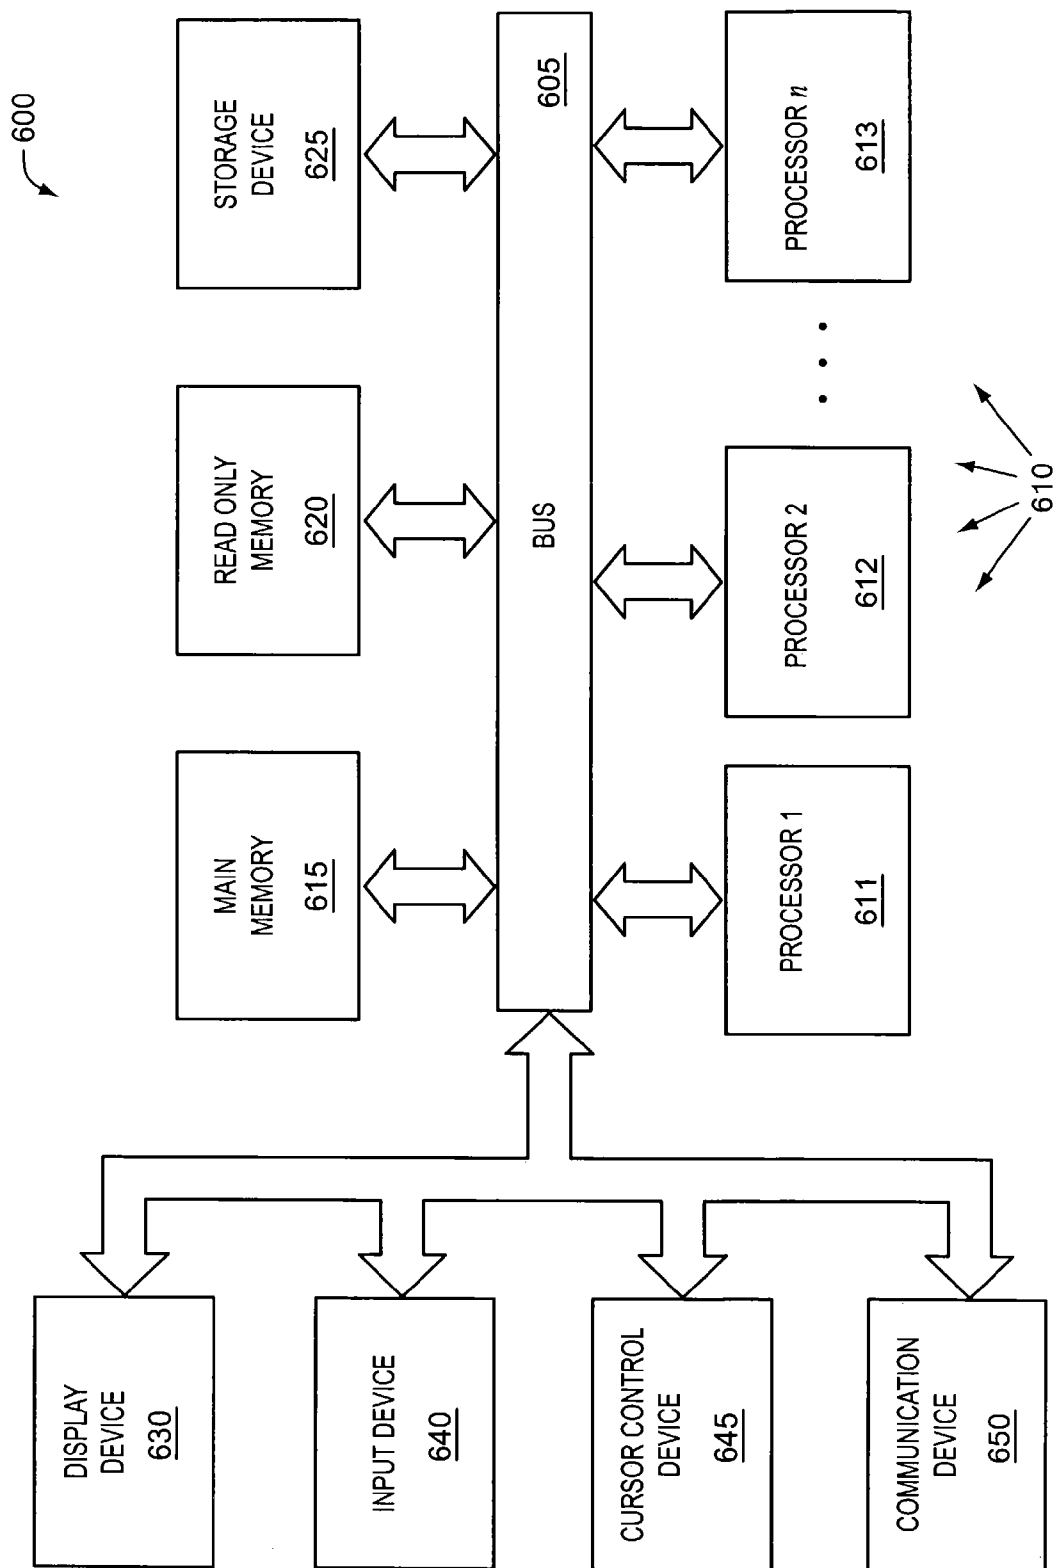 600
DISPLAY
DEVICE
630
INPUT DEVICE
640
CURSOR CONTROL
DEVICE
645
COMMUNICATION
DEVICE
650
MAIN
MEMORY
615
READ ONLY
MEMORY
620
STORAGE
DEVICE
625
BUS
605
PROCESSOR 1
611
PROCESSOR 2
612
• • •
PROCESSOR n
613
610